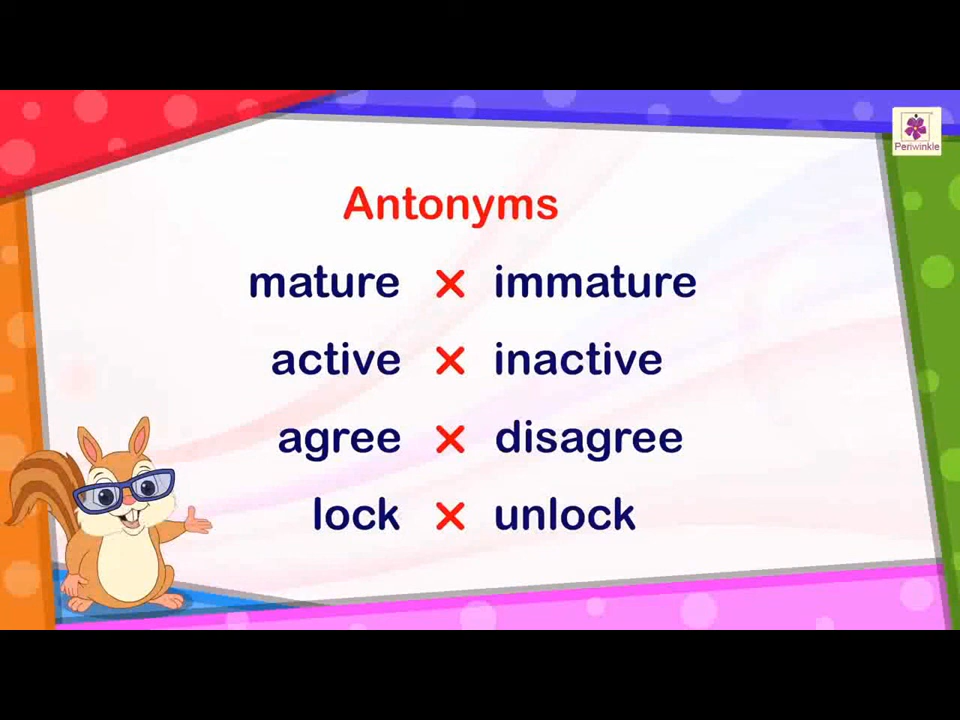 Periwinkle
Antonyms
mature × immature
active × inactive
agree × disagree
lock × unlock